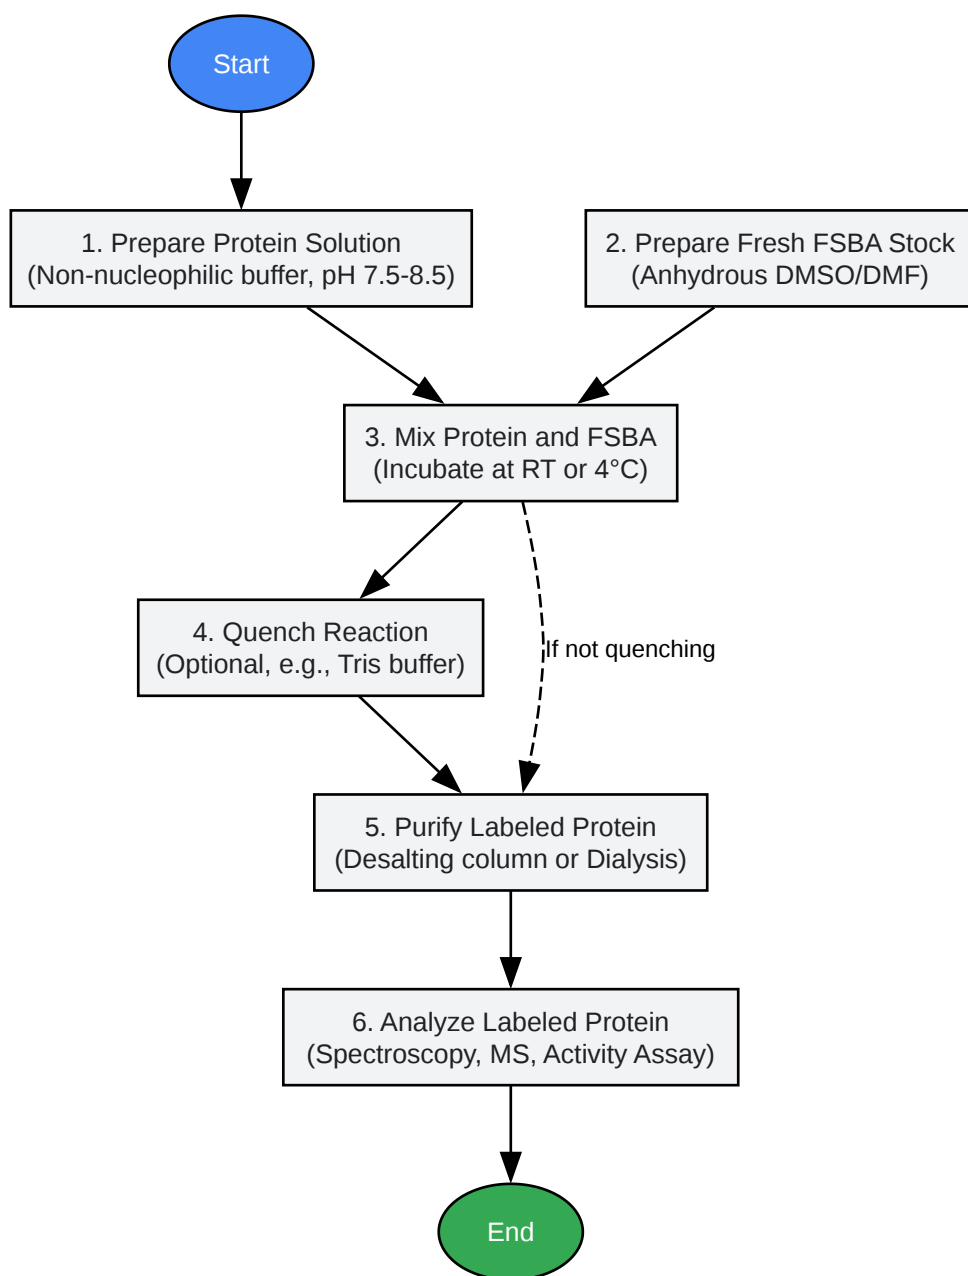 Start
1. Prepare Protein Solution
(Non-nucleophilic buffer, pH 7.5-8.5)
2. Prepare Fresh FSBA Stock
(Anhydrous DMSO/DMF)
3. Mix Protein and FSBA
(Incubate at RT or 4°C)
4. Quench Reaction
(Optional, e.g., Tris buffer)
If not quenching
5. Purify Labeled Protein
(Desalting column or Dialysis)
6. Analyze Labeled Protein
(Spectroscopy, MS, Activity Assay)
End